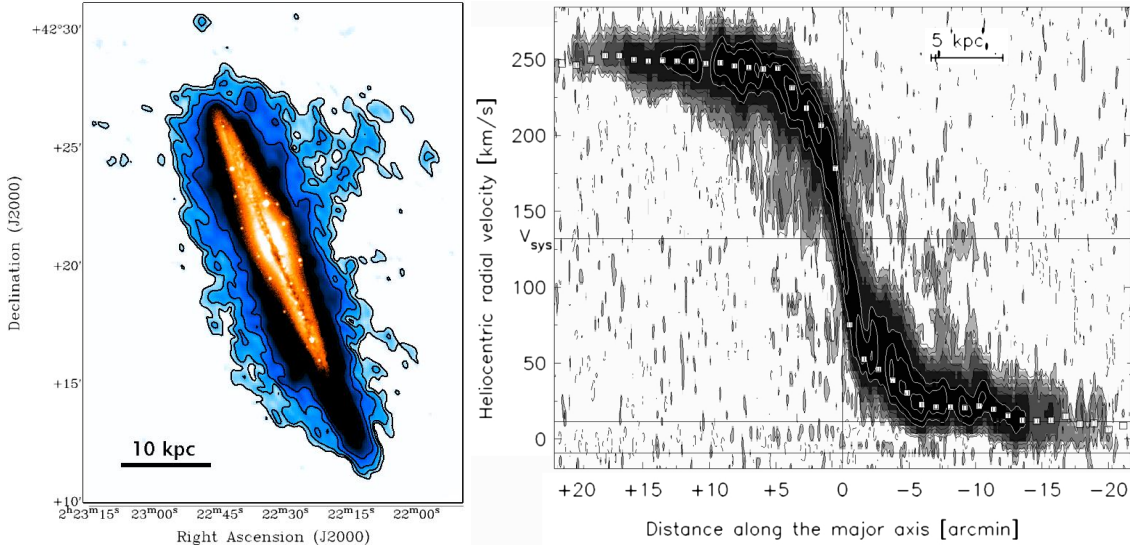 +42°30′
+25′
+20′
+15′
+10′
Declination (J2000)
10 kpc
2ʰ23ᵐ15ˢ 23ᵐ00ˢ 22ᵐ45ˢ 22ᵐ30ˢ 22ᵐ15ˢ 22ᵐ00ˢ
Right Ascension (J2000)
Heliocentric radial velocity [km/s]
250
200
150
V sys
100
50
0
5 kpc
+20 +15 +10 +5 0 -5 -10 -15 -20
Distance along the major axis [arcmin]